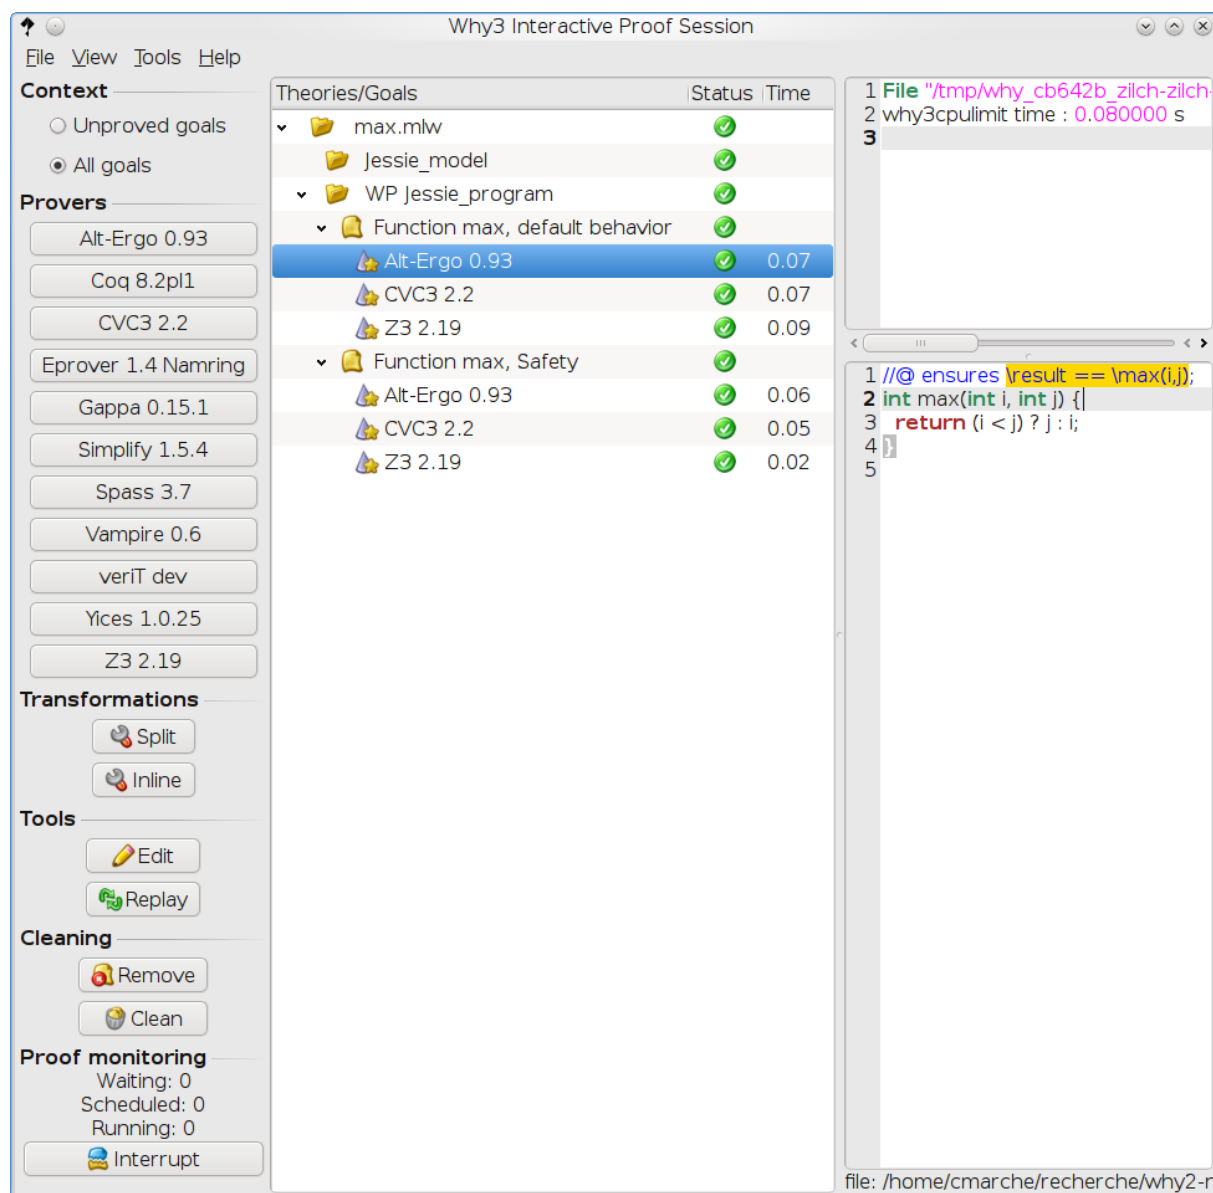 Why3 Interactive Proof Session
File View Tools Help
Context
Unproved goals
All goals
Provers
Alt-Ergo 0.93
Coq 8.2pl1
CVC3 2.2
Eprover 1.4 Namring
Gappa 0.15.1
Simplify 1.5.4
Spass 3.7
Vampire 0.6
veriT dev
Yices 1.0.25
Z3 2.19
Transformations
Split
Inline
Tools
Edit
Replay
Cleaning
Remove
Clean
Proof monitoring
Waiting: 0
Scheduled: 0
Running: 0
Interrupt
Theories/Goals Status Time
max.mlw
Jessie_model
WP Jessie_program
Function max, default behavior
Alt-Ergo 0.93 0.07
CVC3 2.2 0.07
Z3 2.19 0.09
Function max, Safety
Alt-Ergo 0.93 0.06
CVC3 2.2 0.05
Z3 2.19 0.02
1 File "/tmp/why_cb642b_zilch-zilch-
2 why3cpulimit time : 0.080000 s
3
1 //@ ensures \result == \max(i,j);
2 int max(int i, int j) {
3 return (i < j) ? j : i;
4 }
5
file: /home/cmarche/recherche/why2-r